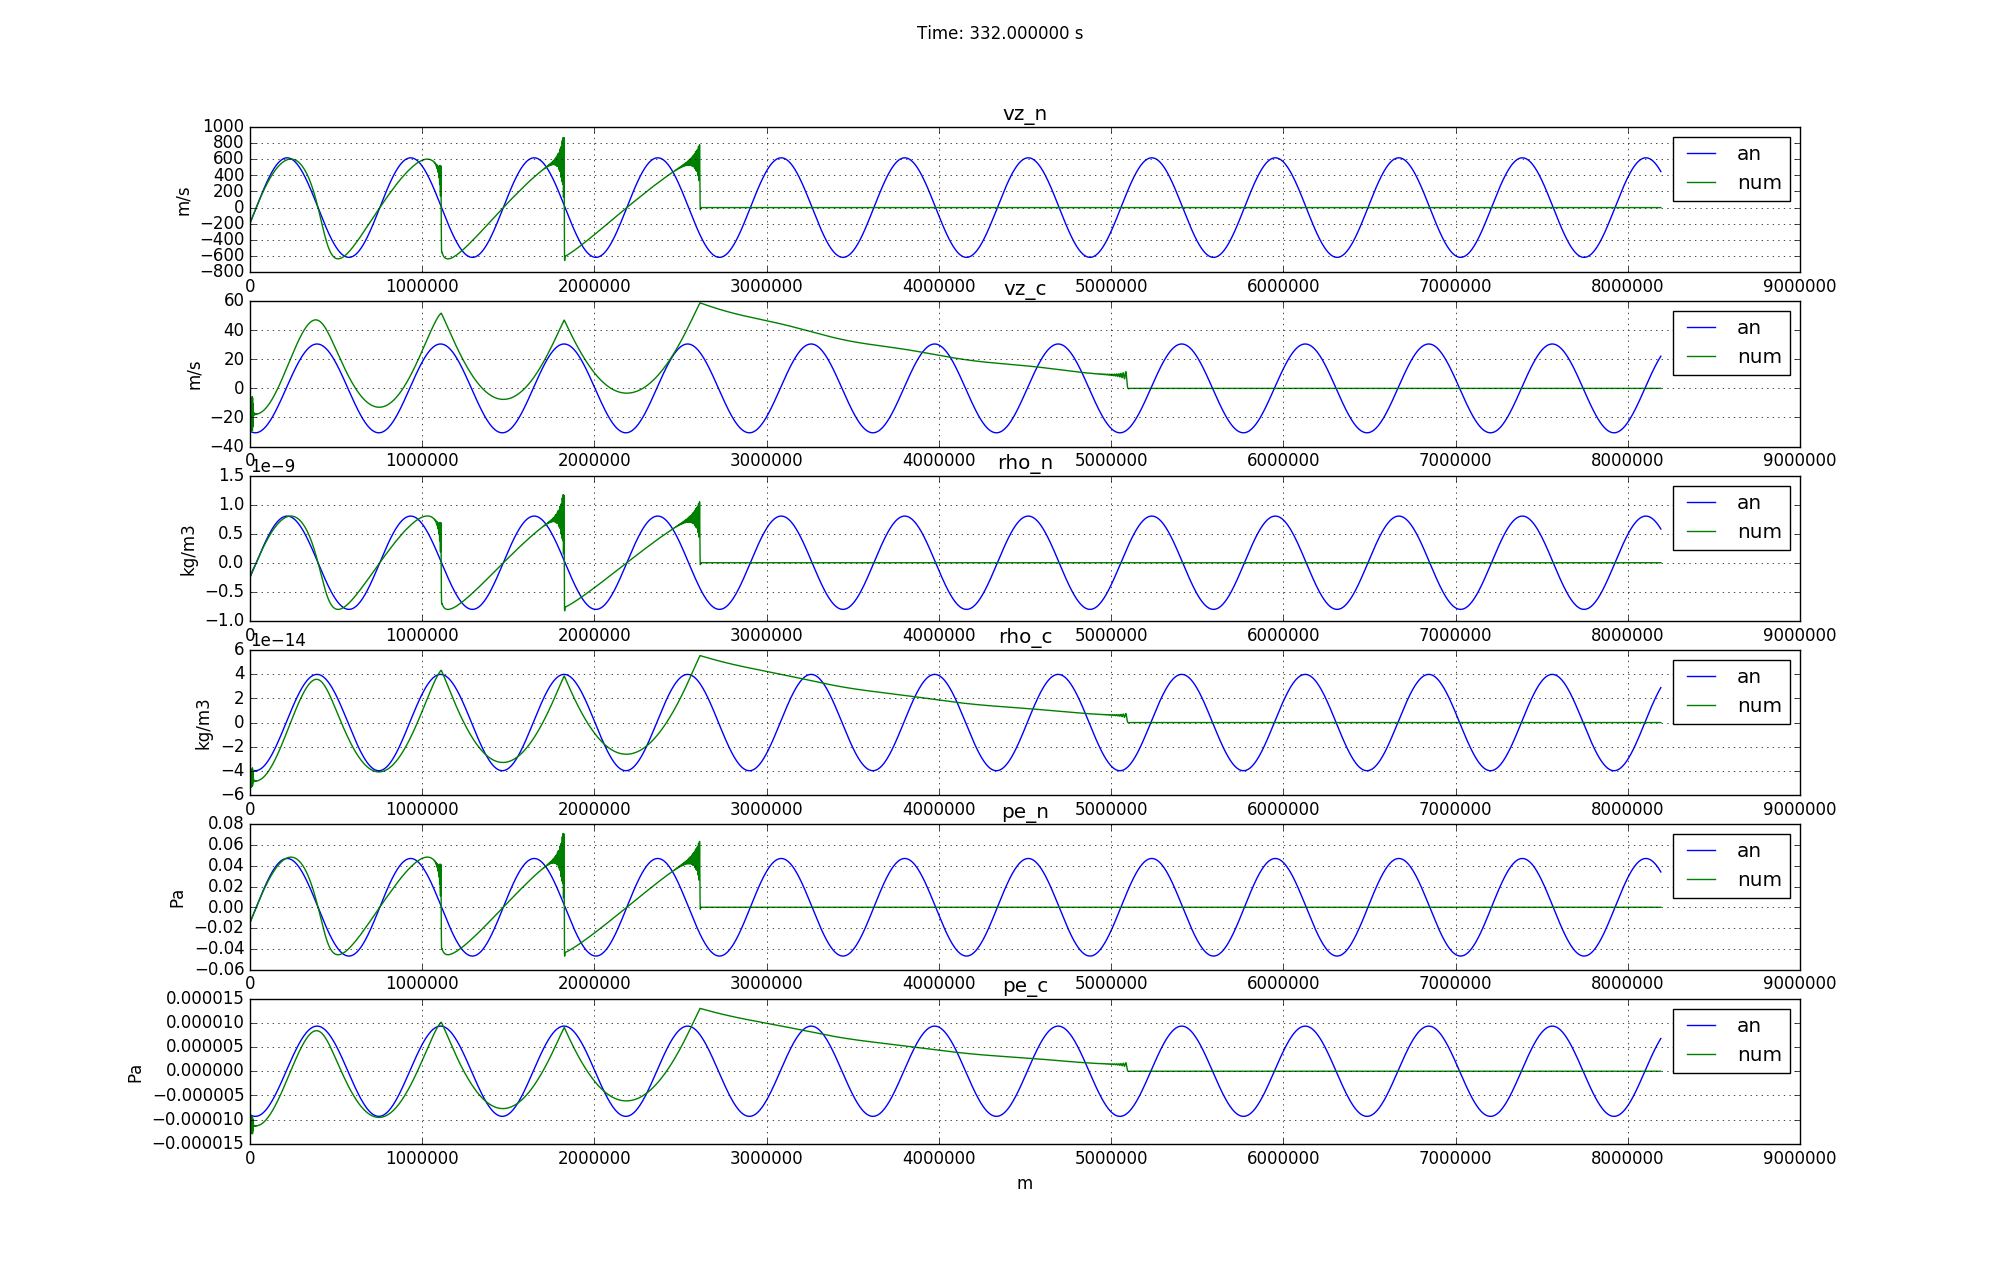 Time: 332.000000 s
vz_n
1000
800
600
400
200
0
−200
−400
−600
−800
m/s
an
num
0 1000000 2000000 3000000 4000000 5000000 6000000 7000000 8000000 9000000
vz_c
60
40
20
0
−20
−40
m/s
an
num
0 1000000 2000000 3000000 4000000 5000000 6000000 7000000 8000000 9000000
1e−9
rho_n
1.5
1.0
0.5
0.0
−0.5
−1.0
kg/m3
an
num
0 1000000 2000000 3000000 4000000 5000000 6000000 7000000 8000000 9000000
1e−14
rho_c
6
4
2
0
−2
−4
−6
kg/m3
an
num
0 1000000 2000000 3000000 4000000 5000000 6000000 7000000 8000000 9000000
pe_n
0.08
0.06
0.04
0.02
0.00
−0.02
−0.04
−0.06
Pa
an
num
0 1000000 2000000 3000000 4000000 5000000 6000000 7000000 8000000 9000000
pe_c
0.000015
0.000010
0.000005
0.000000
−0.000005
−0.000010
−0.000015
Pa
an
num
0 1000000 2000000 3000000 4000000 5000000 6000000 7000000 8000000 9000000
m